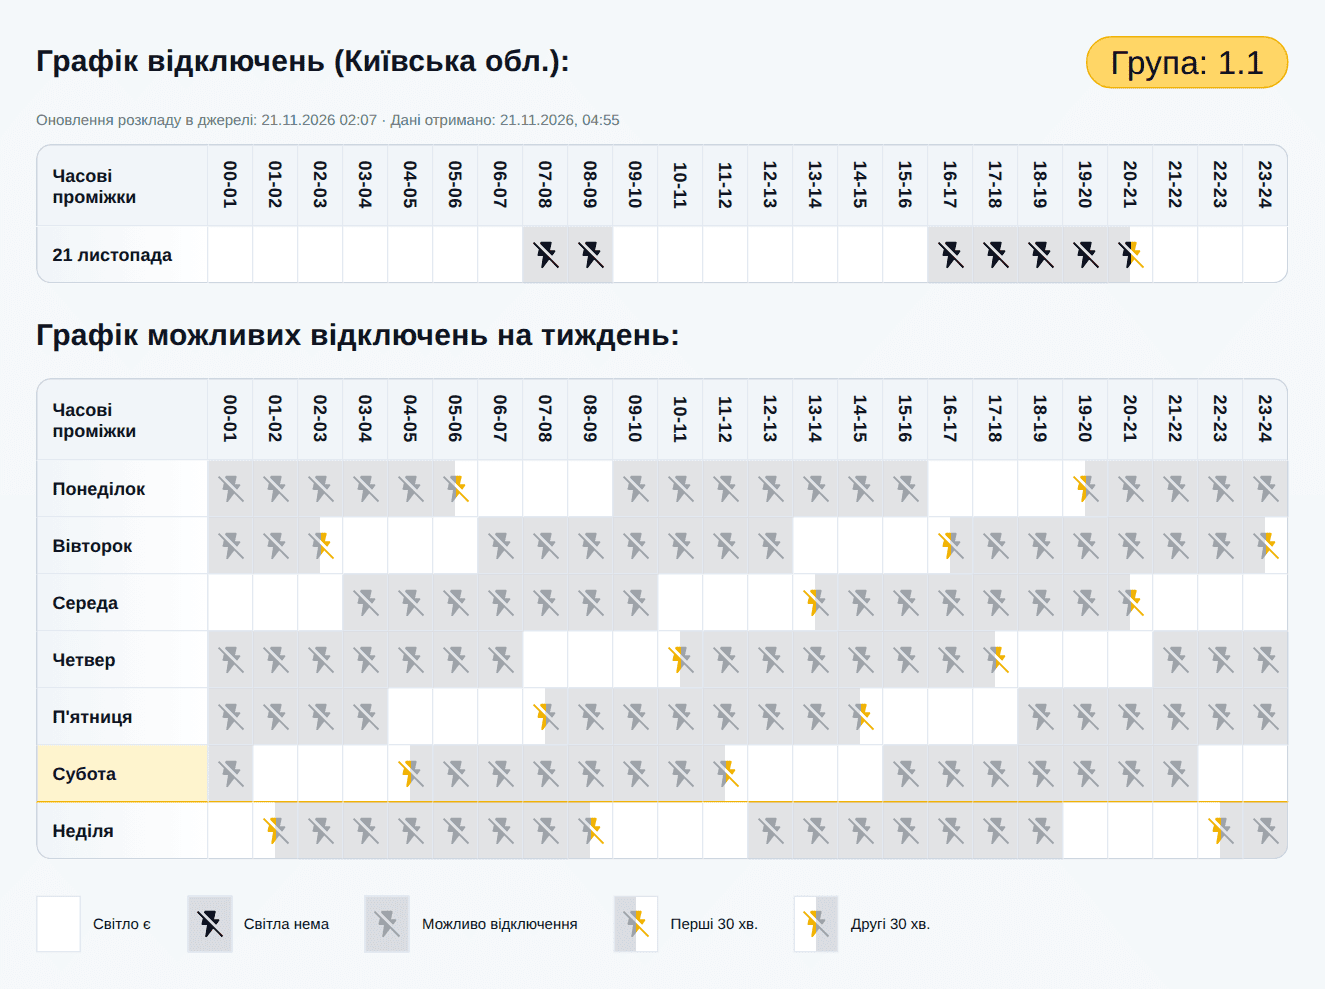 Графік відключень (Київська обл.):
Група: 1.1
Оновлення розкладу в джерелі: 21.11.2026 02:07 · Дані отримано: 21.11.2026, 04:55
Часові
проміжки
00-01 01-02 02-03 03-04 04-05 05-06 06-07 07-08 08-09 09-10 10-11 11-12 12-13 13-14 14-15 15-16 16-17 17-18 18-19 19-20 20-21 21-22 22-23 23-24
21 листопада
Графік можливих відключень на тиждень:
Часові
проміжки
00-01 01-02 02-03 03-04 04-05 05-06 06-07 07-08 08-09 09-10 10-11 11-12 12-13 13-14 14-15 15-16 16-17 17-18 18-19 19-20 20-21 21-22 22-23 23-24
Понеділок
Вівторок
Середа
Четвер
П'ятниця
Субота
Неділя
Світло є Світла нема Можливо відключення Перші 30 хв. Другі 30 хв.